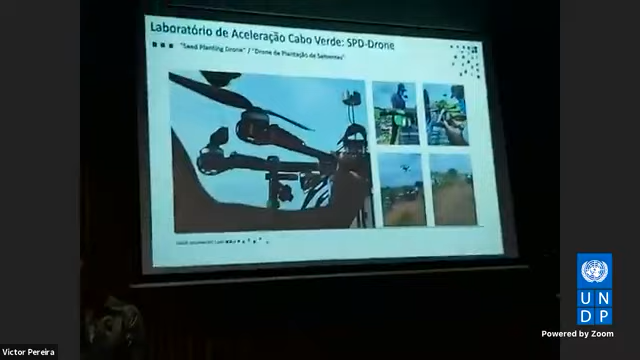 Laboratório de Aceleração Cabo Verde: SPD-Drone
"Seed Planting Drone" / "Drone de Plantação de Sementes"
U N
D P
Powered by Zoom
Victor Pereira